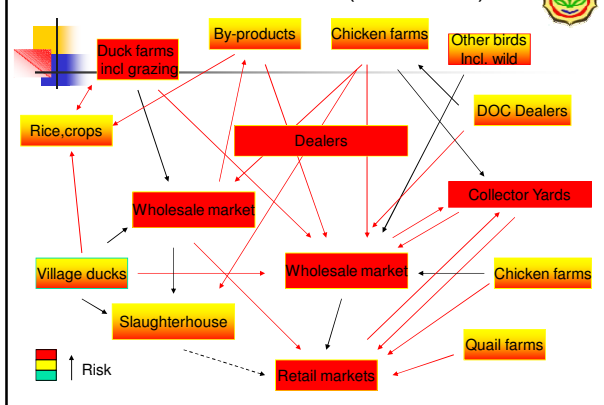 Duck farms
incl grazing
By-products
Chicken farms
Other birds
Incl. wild
DOC Dealers
Rice,crops
Dealers
Collector Yards
Wholesale market
Village ducks
Wholesale market
Chicken farms
Slaughterhouse
Quail farms
Risk
Retail markets